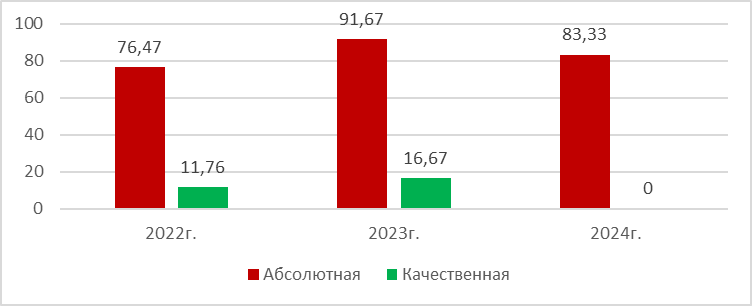 100
80
60
40
20
0
76,47
11,76
91,67
16,67
83,33
0
2022г.
2023г.
2024г.
Абсолютная
Качественная